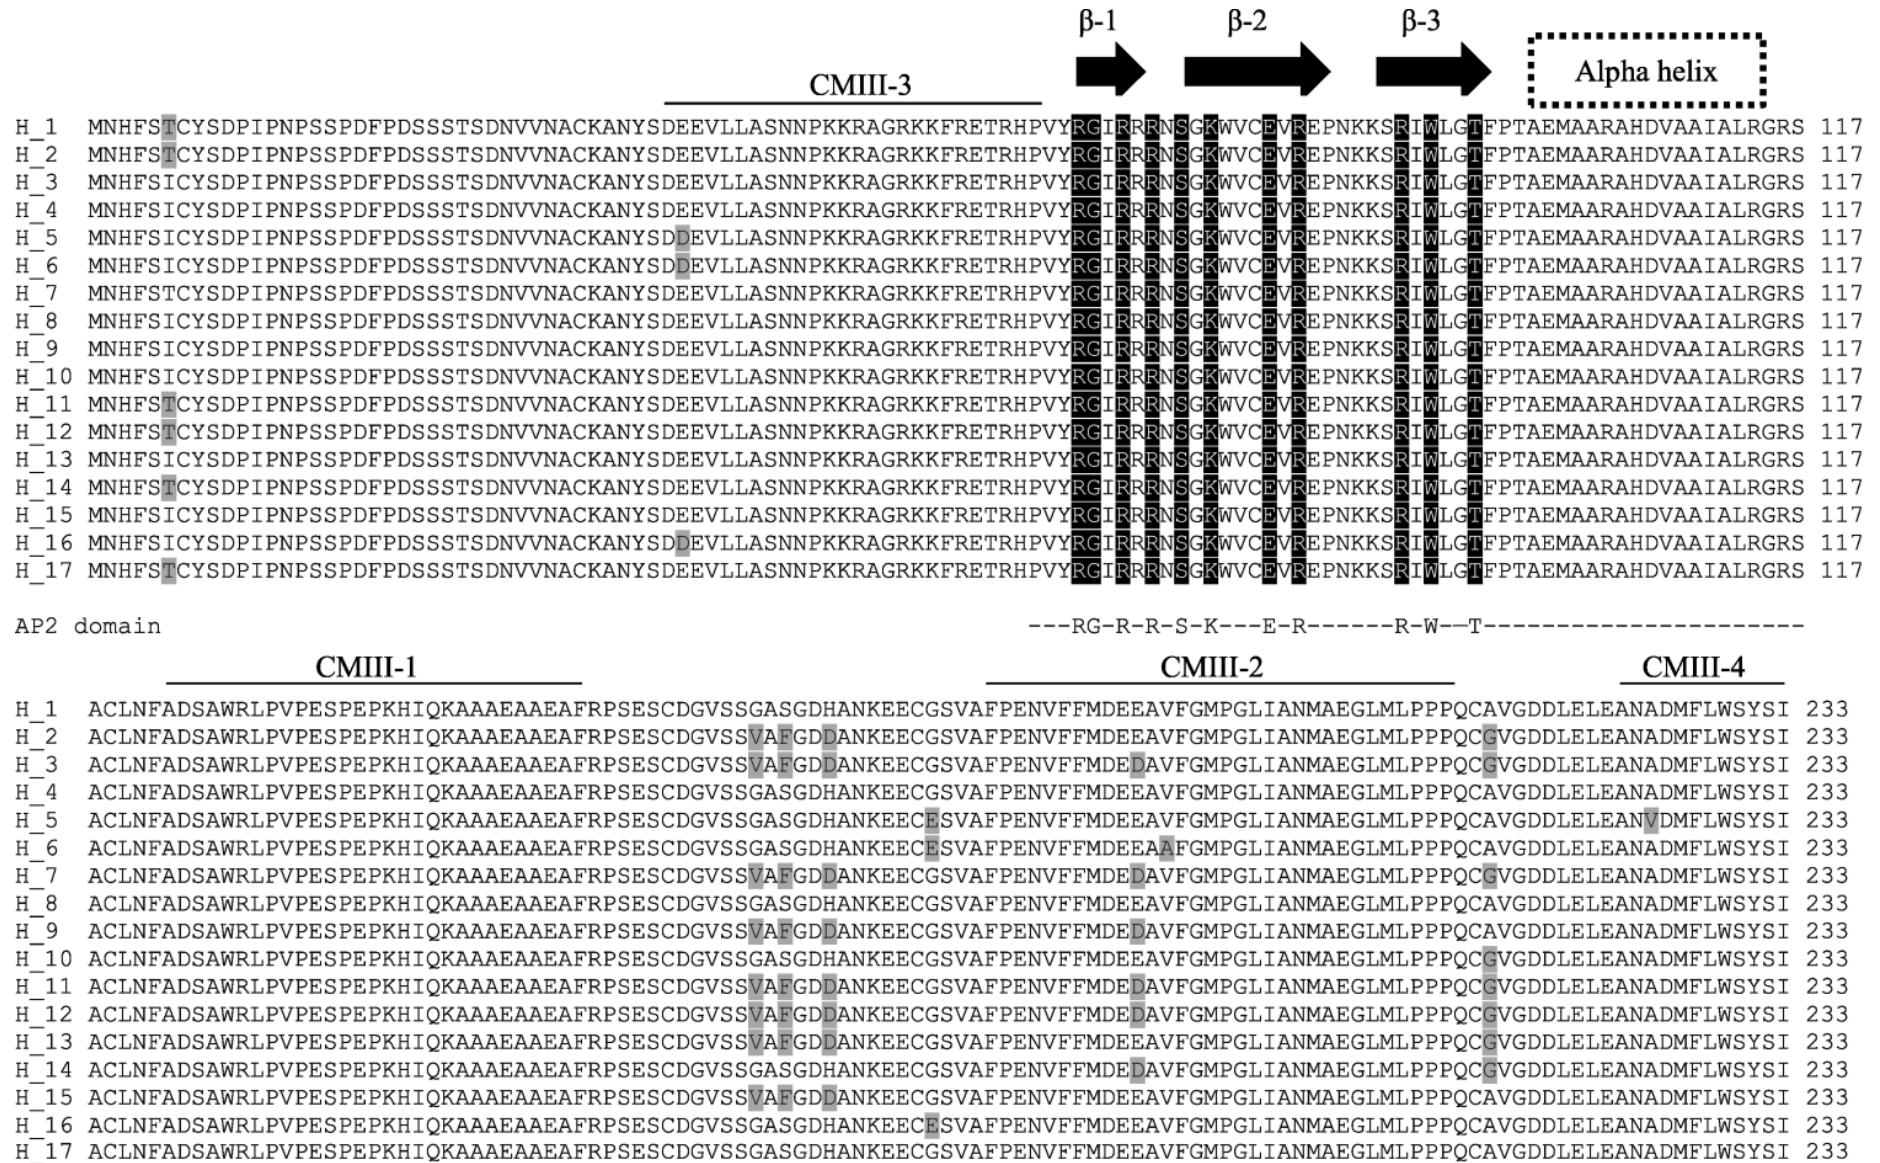 β-1 β-2 β-3
CMIII-3 Alpha helix
H_1 MNHFSTCYSDPIPNPSSPDFPDSSSTSDNVVNACKANYSDEEVLLASNNPKKRAGRKKFRETRHPVYRGIRRRNSGKWVCEVREPNKKSRIWLGTFPTAEMAARAHDVAAIALRGRS 117
H_2 MNHFSTCYSDPIPNPSSPDFPDSSSTSDNVVNACKANYSDEEVLLASNNPKKRAGRKKFRETRHPVYRGIRRRNSGKWVCEVREPNKKSRIWLGTFPTAEMAARAHDVAAIALRGRS 117
H_3 MNHFSICYSDPIPNPSSPDFPDSSSTSDNVVNACKANYSDEEVLLASNNPKKRAGRKKFRETRHPVYRGIRRRNSGKWVCEVREPNKKSRIWLGTFPTAEMAARAHDVAAIALRGRS 117
H_4 MNHFSICYSDPIPNPSSPDFPDSSSTSDNVVNACKANYSDEEVLLASNNPKKRAGRKKFRETRHPVYRGIRRRNSGKWVCEVREPNKKSRIWLGTFPTAEMAARAHDVAAIALRGRS 117
H_5 MNHFSICYSDPIPNPSSPDFPDSSSTSDNVVNACKANYSDDEVLLASNNPKKRAGRKKFRETRHPVYRGIRRRNSGKWVCEVREPNKKSRIWLGTFPTAEMAARAHDVAAIALRGRS 117
H_6 MNHFSICYSDPIPNPSSPDFPDSSSTSDNVVNACKANYSDDEVLLASNNPKKRAGRKKFRETRHPVYRGIRRRNSGKWVCEVREPNKKSRIWLGTFPTAEMAARAHDVAAIALRGRS 117
H_7 MNHFSTCYSDPIPNPSSPDFPDSSSTSDNVVNACKANYSDEEVLLASNNPKKRAGRKKFRETRHPVYRGIRRRNSGKWVCEVREPNKKSRIWLGTFPTAEMAARAHDVAAIALRGRS 117
H_8 MNHFSICYSDPIPNPSSPDFPDSSSTSDNVVNACKANYSDEEVLLASNNPKKRAGRKKFRETRHPVYRGIRRRNSGKWVCEVREPNKKSRIWLGTFPTAEMAARAHDVAAIALRGRS 117
H_9 MNHFSICYSDPIPNPSSPDFPDSSSTSDNVVNACKANYSDEEVLLASNNPKKRAGRKKFRETRHPVYRGIRRRNSGKWVCEVREPNKKSRIWLGTFPTAEMAARAHDVAAIALRGRS 117
H_10 MNHFSICYSDPIPNPSSPDFPDSSSTSDNVVNACKANYSDEEVLLASNNPKKRAGRKKFRETRHPVYRGIRRRNSGKWVCEVREPNKKSRIWLGTFPTAEMAARAHDVAAIALRGRS 117
H_11 MNHFSTCYSDPIPNPSSPDFPDSSSTSDNVVNACKANYSDEEVLLASNNPKKRAGRKKFRETRHPVYRGIRRRNSGKWVCEVREPNKKSRIWLGTFPTAEMAARAHDVAAIALRGRS 117
H_12 MNHFSTCYSDPIPNPSSPDFPDSSSTSDNVVNACKANYSDEEVLLASNNPKKRAGRKKFRETRHPVYRGIRRRNSGKWVCEVREPNKKSRIWLGTFPTAEMAARAHDVAAIALRGRS 117
H_13 MNHFSICYSDPIPNPSSPDFPDSSSTSDNVVNACKANYSDEEVLLASNNPKKRAGRKKFRETRHPVYRGIRRRNSGKWVCEVREPNKKSRIWLGTFPTAEMAARAHDVAAIALRGRS 117
H_14 MNHFSTCYSDPIPNPSSPDFPDSSSTSDNVVNACKANYSDEEVLLASNNPKKRAGRKKFRETRHPVYRGIRRRNSGKWVCEVREPNKKSRIWLGTFPTAEMAARAHDVAAIALRGRS 117
H_15 MNHFSICYSDPIPNPSSPDFPDSSSTSDNVVNACKANYSDEEVLLASNNPKKRAGRKKFRETRHPVYRGIRRRNSGKWVCEVREPNKKSRIWLGTFPTAEMAARAHDVAAIALRGRS 117
H_16 MNHFSICYSDPIPNPSSPDFPDSSSTSDNVVNACKANYSDDEVLLASNNPKKRAGRKKFRETRHPVYRGIRRRNSGKWVCEVREPNKKSRIWLGTFPTAEMAARAHDVAAIALRGRS 117
H_17 MNHFSTCYSDPIPNPSSPDFPDSSSTSDNVVNACKANYSDEEVLLASNNPKKRAGRKKFRETRHPVYRGIRRRNSGKWVCEVREPNKKSRIWLGTFPTAEMAARAHDVAAIALRGRS 117
AP2 domain ---RG-R-R-S-K---E-R------R-W--T----------------------
CMIII-1 CMIII-2 CMIII-4
H_1 ACLNFADSAWRLPVPESPEPKHIQKAAAEAAEAFRPSESCDGVSSGASGDHANKEECGSVAFPENVFFMDEEAVFGMPGLIANMAEGLMLPPPQCAVGDDLELEANADMFLWSYSI 233
H_2 ACLNFADSAWRLPVPESPEPKHIQKAAAEAAEAFRPSESCDGVSSVAFGDDANKEECGSVAFPENVFFMDEEAVFGMPGLIANMAEGLMLPPPQCGVGDDLELEANADMFLWSYSI 233
H_3 ACLNFADSAWRLPVPESPEPKHIQKAAAEAAEAFRPSESCDGVSSVAFGDDANKEECGSVAFPENVFFMDEDAVFGMPGLIANMAEGLMLPPPQCGVGDDLELEANADMFLWSYSI 233
H_4 ACLNFADSAWRLPVPESPEPKHIQKAAAEAAEAFRPSESCDGVSSGASGDHANKEECGSVAFPENVFFMDEEAVFGMPGLIANMAEGLMLPPPQCAVGDDLELEANADMFLWSYSI 233
H_5 ACLNFADSAWRLPVPESPEPKHIQKAAAEAAEAFRPSESCDGVSSGASGDHANKEECESVAFPENVFFMDEEAVFGMPGLIANMAEGLMLPPPQCAVGDDLELEANVDMFLWSYSI 233
H_6 ACLNFADSAWRLPVPESPEPKHIQKAAAEAAEAFRPSESCDGVSSGASGDHANKEECESVAFPENVFFMDEEAAFGMPGLIANMAEGLMLPPPQCAVGDDLELEANADMFLWSYSI 233
H_7 ACLNFADSAWRLPVPESPEPKHIQKAAAEAAEAFRPSESCDGVSSVAFGDDANKEECGSVAFPENVFFMDEDAVFGMPGLIANMAEGLMLPPPQCGVGDDLELEANADMFLWSYSI 233
H_8 ACLNFADSAWRLPVPESPEPKHIQKAAAEAAEAFRPSESCDGVSSGASGDHANKEECGSVAFPENVFFMDEEAVFGMPGLIANMAEGLMLPPPQCAVGDDLELEANADMFLWSYSI 233
H_9 ACLNFADSAWRLPVPESPEPKHIQKAAAEAAEAFRPSESCDGVSSVAFGDDANKEECGSVAFPENVFFMDEDAVFGMPGLIANMAEGLMLPPPQCAVGDDLELEANADMFLWSYSI 233
H_10 ACLNFADSAWRLPVPESPEPKHIQKAAAEAAEAFRPSESCDGVSSGASGDHANKEECGSVAFPENVFFMDEEAVFGMPGLIANMAEGLMLPPPQCGVGDDLELEANADMFLWSYSI 233
H_11 ACLNFADSAWRLPVPESPEPKHIQKAAAEAAEAFRPSESCDGVSSVAFGDDANKEECGSVAFPENVFFMDEDAVFGMPGLIANMAEGLMLPPPQCGVGDDLELEANADMFLWSYSI 233
H_12 ACLNFADSAWRLPVPESPEPKHIQKAAAEAAEAFRPSESCDGVSSVAFGDDANKEECGSVAFPENVFFMDEDAVFGMPGLIANMAEGLMLPPPQCGVGDDLELEANADMFLWSYSI 233
H_13 ACLNFADSAWRLPVPESPEPKHIQKAAAEAAEAFRPSESCDGVSSVAFGDDANKEECGSVAFPENVFFMDEEAVFGMPGLIANMAEGLMLPPPQCGVGDDLELEANADMFLWSYSI 233
H_14 ACLNFADSAWRLPVPESPEPKHIQKAAAEAAEAFRPSESCDGVSSGASGDHANKEECGSVAFPENVFFMDEDAVFGMPGLIANMAEGLMLPPPQCGVGDDLELEANADMFLWSYSI 233
H_15 ACLNFADSAWRLPVPESPEPKHIQKAAAEAAEAFRPSESCDGVSSVAFGDDANKEECGSVAFPENVFFMDEEAVFGMPGLIANMAEGLMLPPPQCAVGDDLELEANADMFLWSYSI 233
H_16 ACLNFADSAWRLPVPESPEPKHIQKAAAEAAEAFRPSESCDGVSSGASGDHANKEECESVAFPENVFFMDEEAVFGMPGLIANMAEGLMLPPPQCAVGDDLELEANADMFLWSYSI 233
H_17 ACLNFADSAWRLPVPESPEPKHIQKAAAEAAEAFRPSESCDGVSSGASGDHANKEECGSVAFPENVFFMDEEAVFGMPGLIANMAEGLMLPPPQCAVGDDLELEANADMFLWSYSI 233